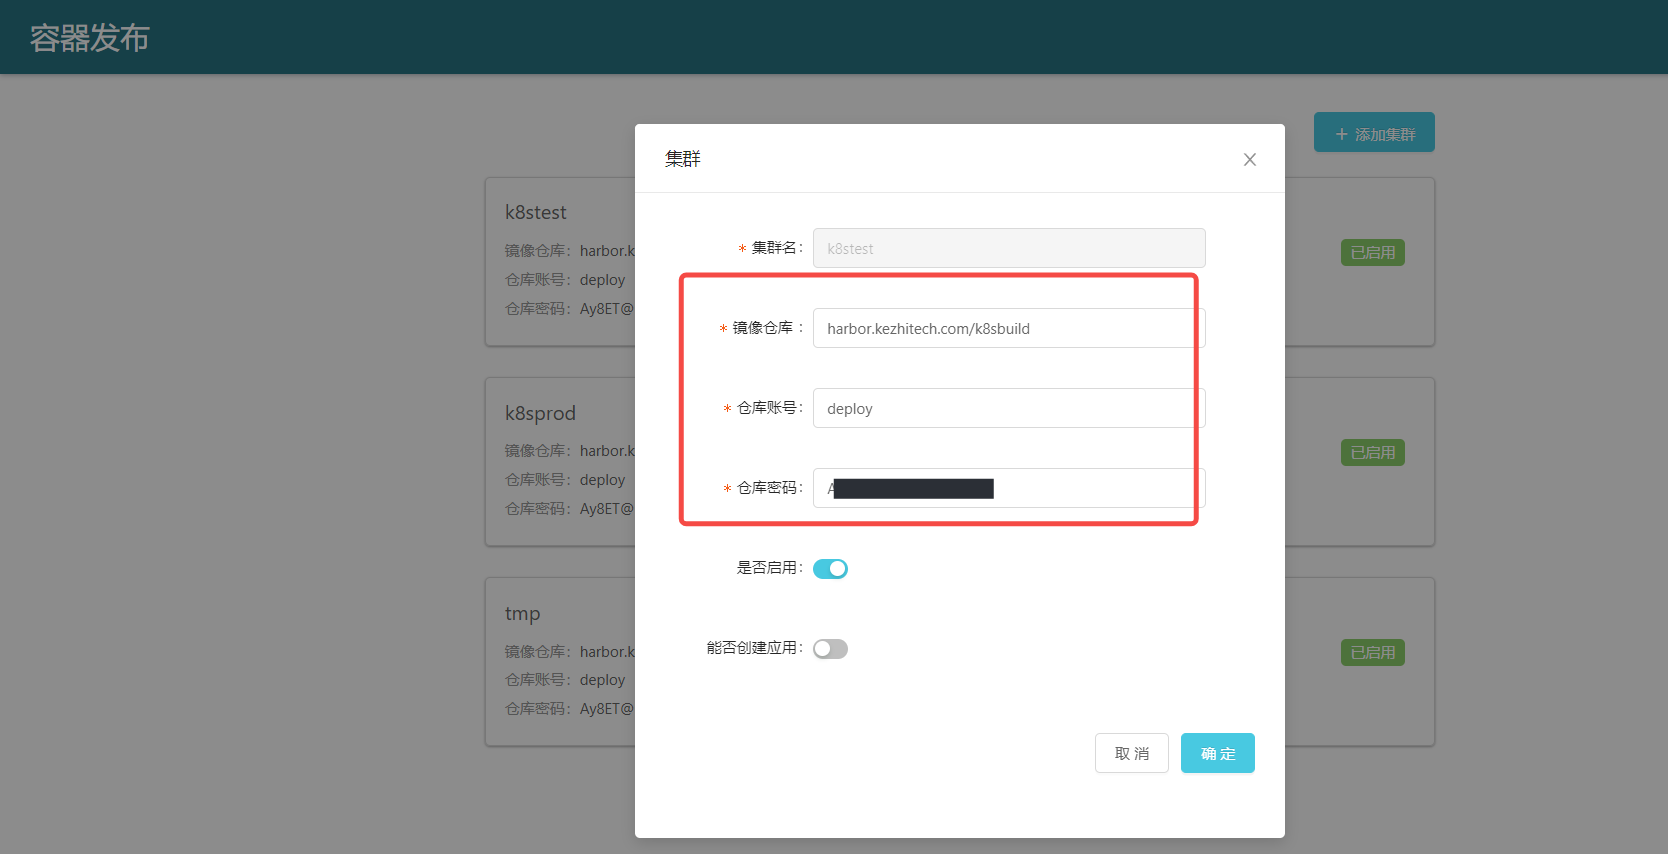 容器发布
+ 添加集群
集群
k8stest
镜像仓库： harbor.k
仓库账号： deploy
仓库密码： Ay8ET@
已启用
* 集群名： k8stest
* 镜像仓库： harbor.kezhitech.com/k8sbuild
* 仓库账号： deploy
* 仓库密码： A
是否启用：
能否创建应用：
取 消
确 定
k8sprod
镜像仓库： harbor.k
仓库账号： deploy
仓库密码： Ay8ET@
已启用
tmp
镜像仓库： harbor.k
仓库账号： deploy
仓库密码： Ay8ET@
已启用